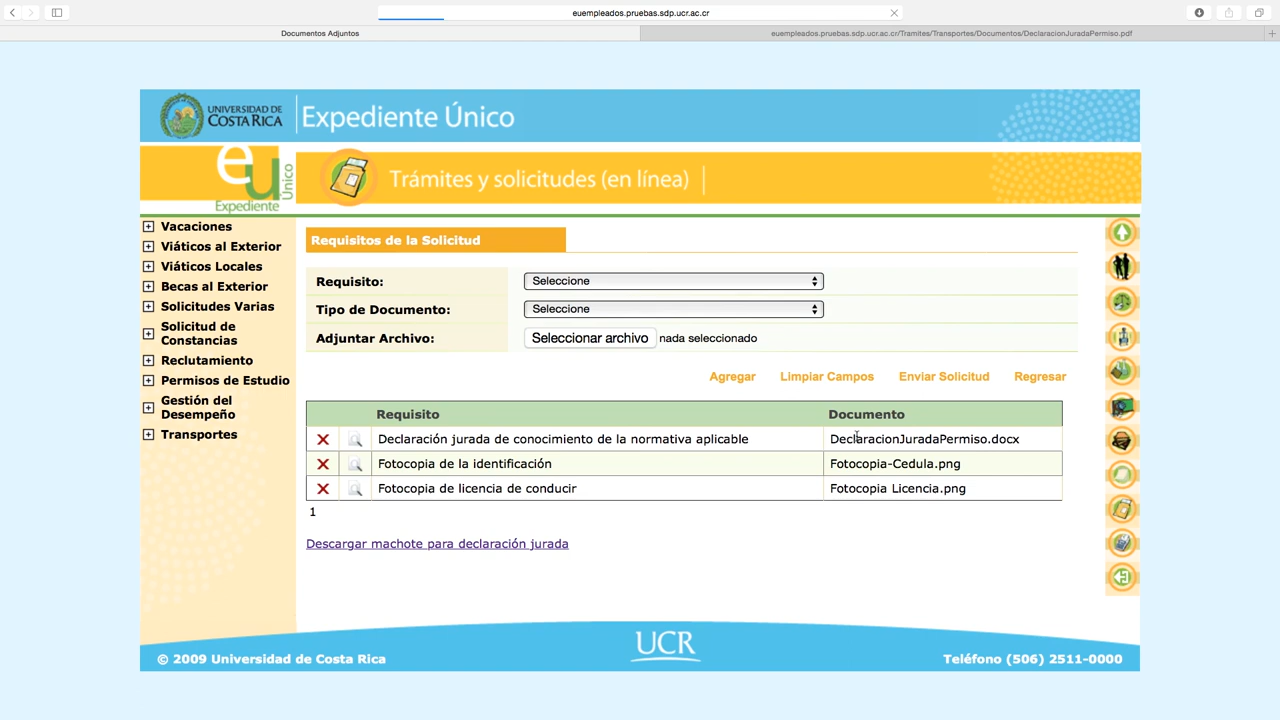 euempleados.pruebas.sdp.ucr.ac.cr
Documentos Adjuntos
euempleados.pruebas.sdp.ucr.ac.cr/Tramites/Transportes/Documentos/DeclaracionJuradaPermiso.pdf
UNIVERSIDAD DE
COSTA RICA
Expediente Único
eu
Único
Expediente
Trámites y solicitudes (en línea)
Vacaciones
Viáticos al Exterior
Viáticos Locales
Becas al Exterior
Solicitudes Varias
Solicitud de
Constancias
Reclutamiento
Permisos de Estudio
Gestión del
Desempeño
Transportes
Requisitos de la Solicitud
Requisito: Seleccione
Tipo de Documento: Seleccione
Adjuntar Archivo: Seleccionar archivo nada seleccionado
Agregar Limpiar Campos Enviar Solicitud Regresar
Requisito Documento
Declaración jurada de conocimiento de la normativa aplicable DeclaracionJuradaPermiso.docx
Fotocopia de la identificación Fotocopia-Cedula.png
Fotocopia de licencia de conducir Fotocopia Licencia.png
1
Descargar machote para declaración jurada
UCR
© 2009 Universidad de Costa Rica
Teléfono (506) 2511-0000